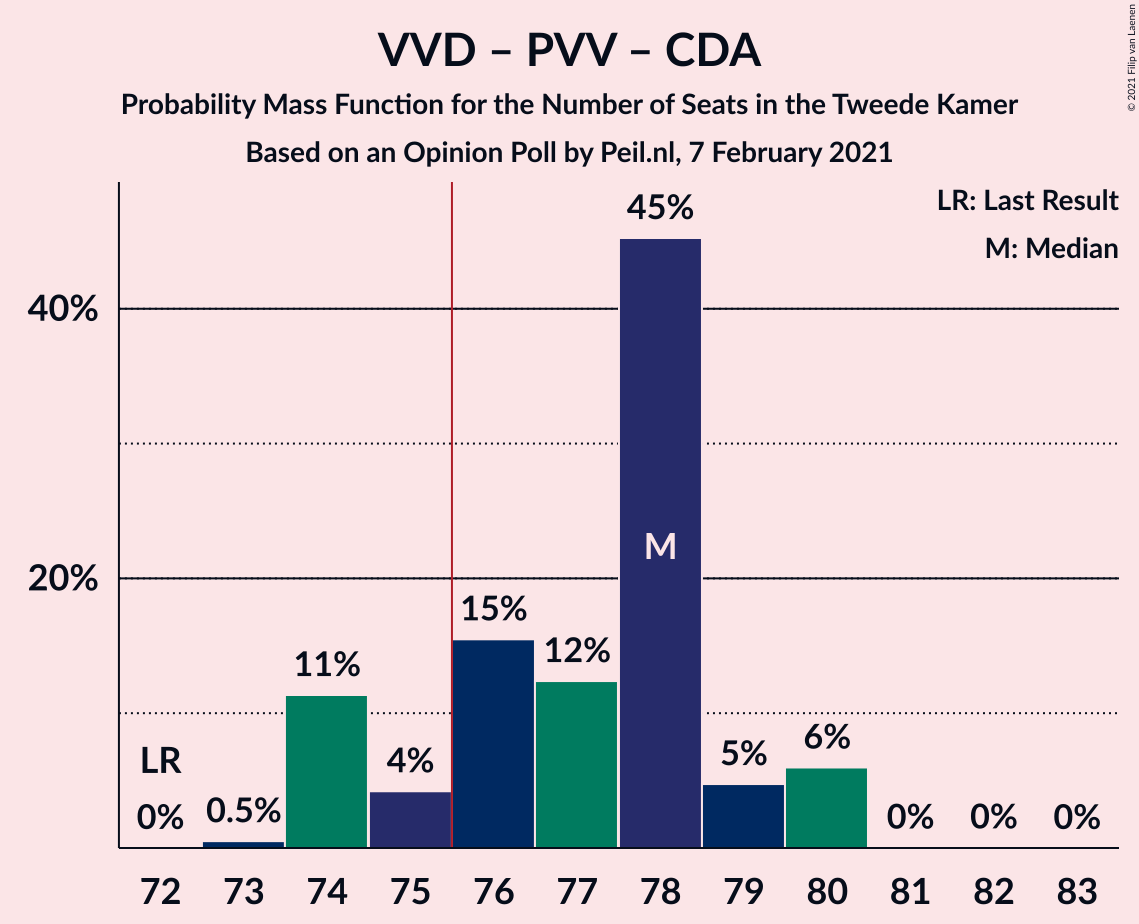 VVD – PVV – CDA
Probability Mass Function for the Number of Seats in the Tweede Kamer
Based on an Opinion Poll by Peil.nl, 7 February 2021
© 2021 Filip van Laenen
LR: Last Result
M: Median
40%
20%
LR
0%
0.5%
11%
4%
15%
12%
45%
M
5%
6%
0%
0%
0%
72 73 74 75 76 77 78 79 80 81 82 83